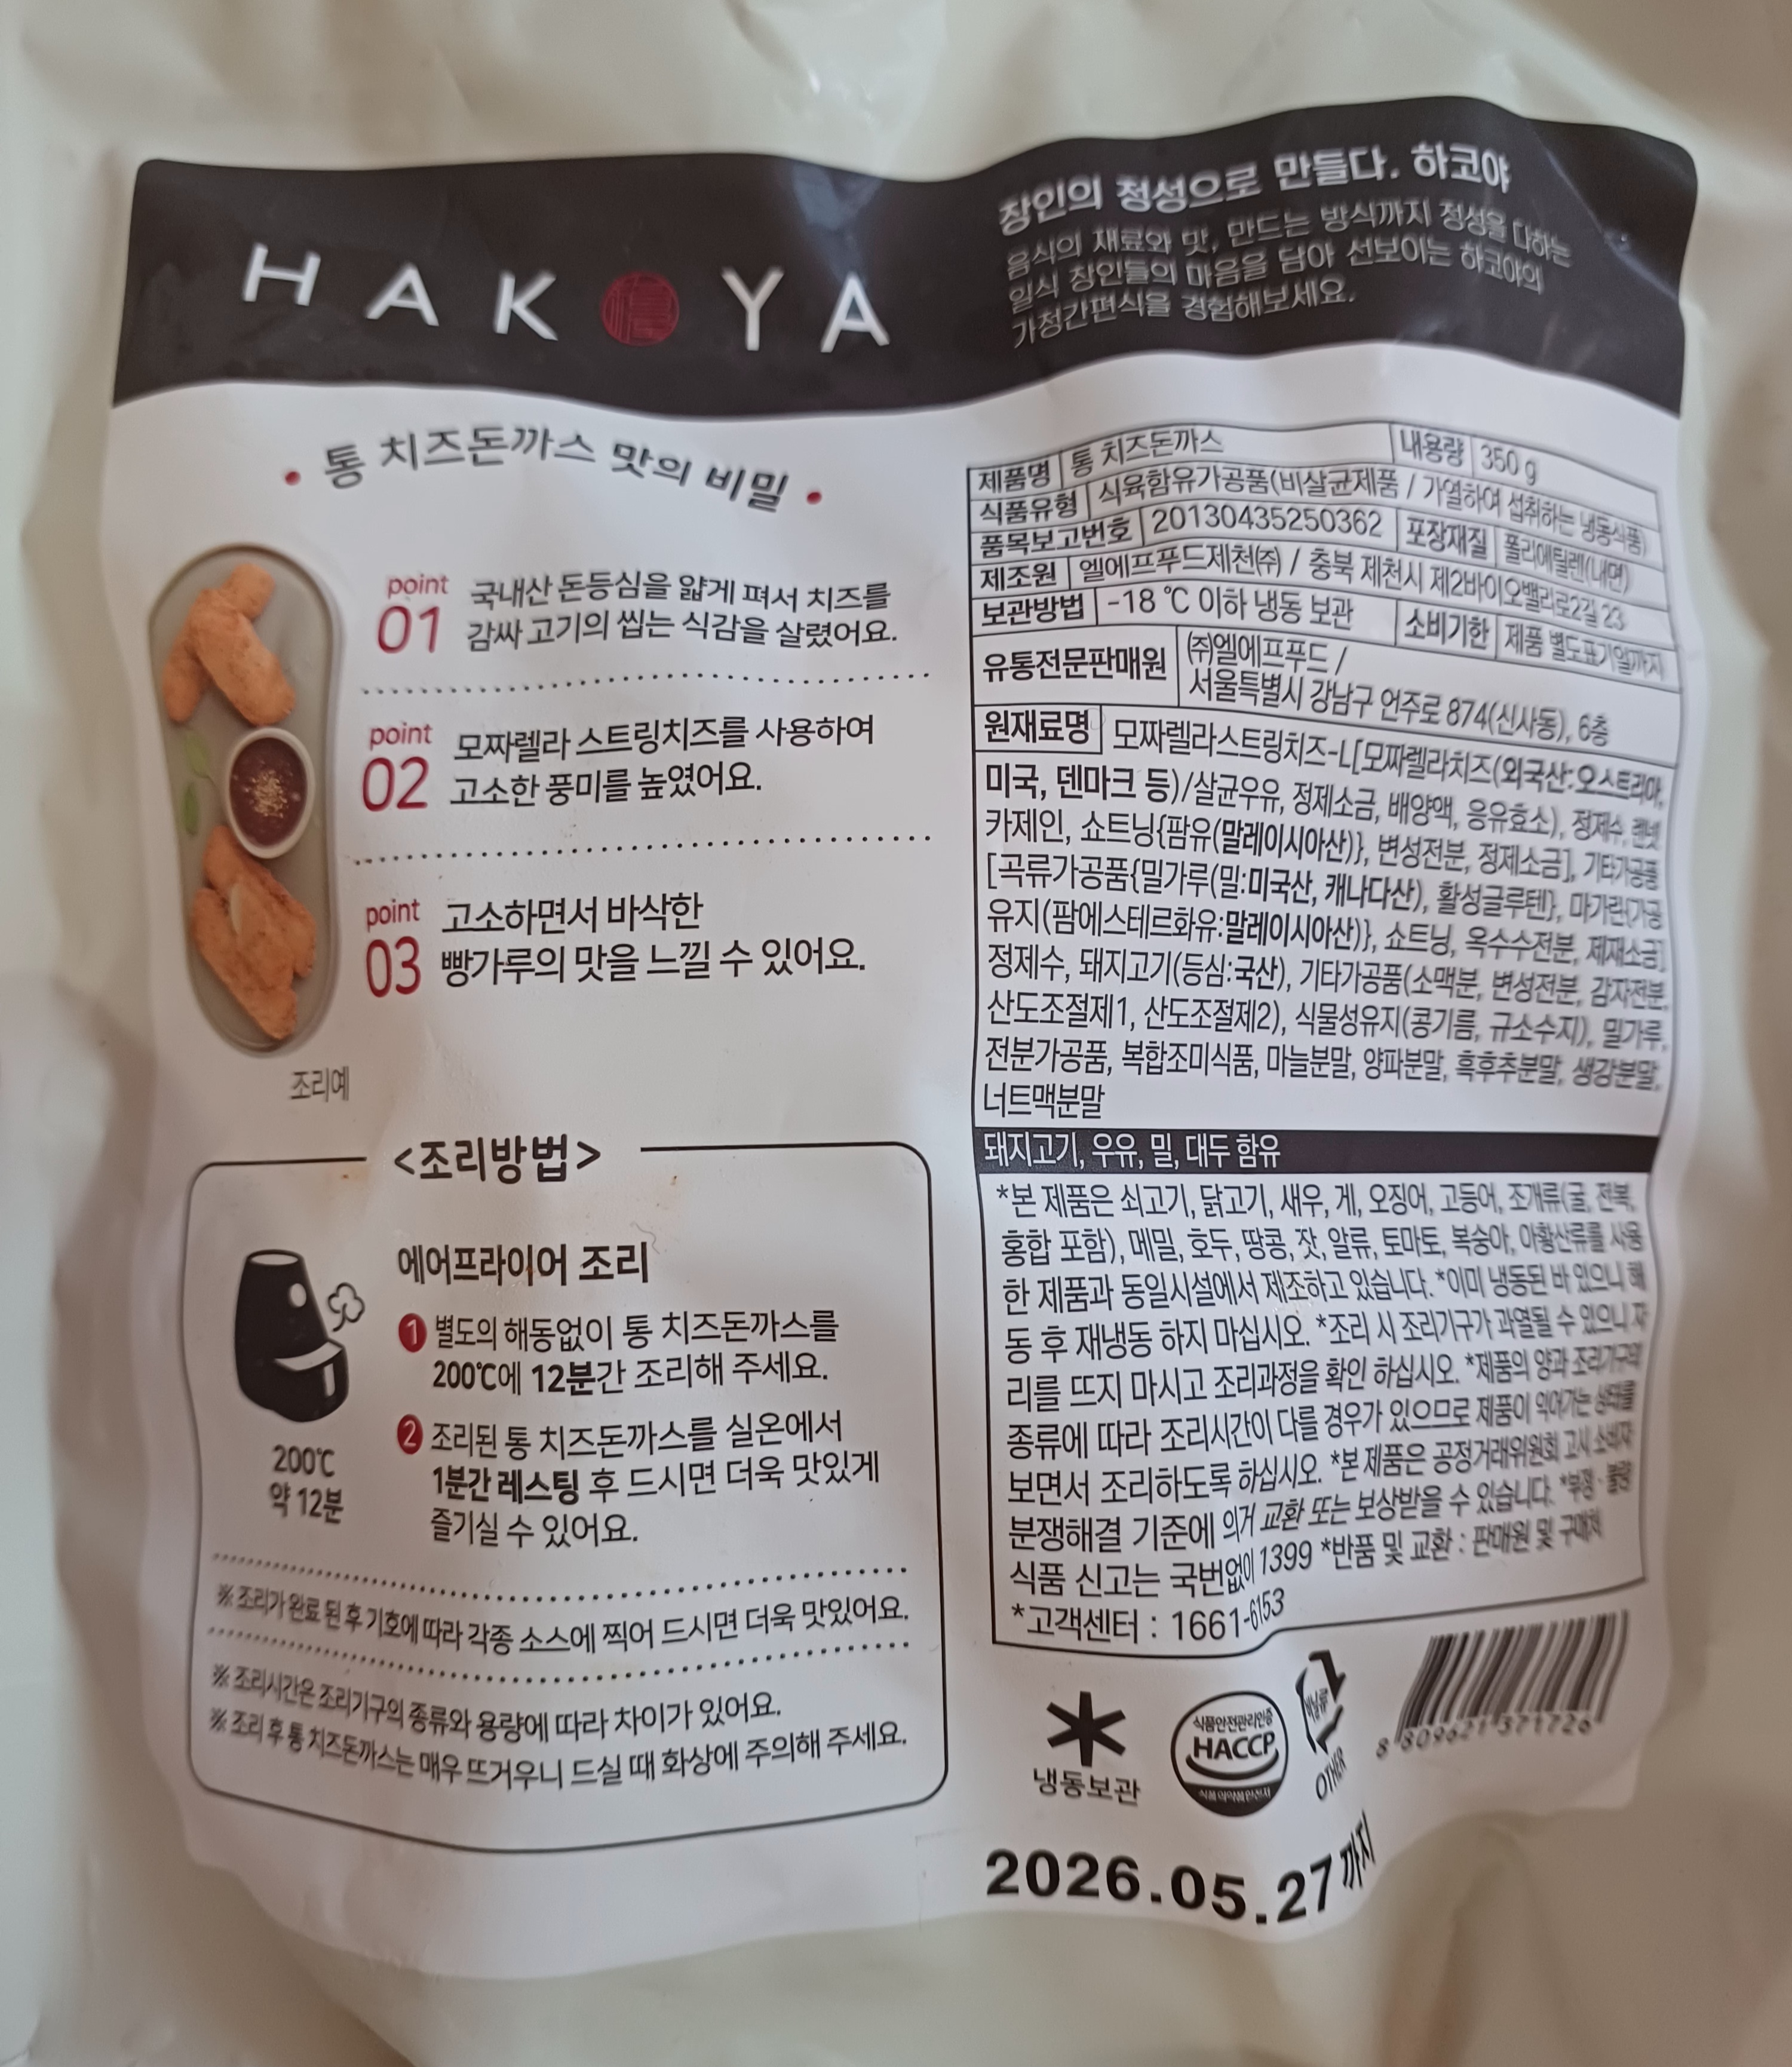 HAKOYA
장인의 정성으로 만들다. 하코야
음식의 재료와 맛, 만드는 방식까지 정성을 다하는
일식 장인들의 마음을 담아 선보이는 하코야의
가정간편식을 경험해보세요.
• 통 치즈돈까스 맛의 비밀 •
point
01
국내산 돈등심을 얇게 펴서 치즈를
감싸 고기의 씹는 식감을 살렸어요.
point
02
모짜렐라 스트링치즈를 사용하여
고소한 풍미를 높였어요.
point
03
고소하면서 바삭한
빵가루의 맛을 느낄 수 있어요.
조리예
<조리방법>
에어프라이어 조리
1 별도의 해동없이 통 치즈돈까스를
200℃에 12분간 조리해 주세요.
2 조리된 통 치즈돈까스를 실온에서
1분간 레스팅 후 드시면 더욱 맛있게
즐기실 수 있어요.
200℃
약 12분
※ 조리가 완료 된 후 기호에 따라 각종 소스에 찍어 드시면 더욱 맛있어요.
※ 조리시간은 조리기구의 종류와 용량에 따라 차이가 있어요.
※ 조리 후 통 치즈돈까스는 매우 뜨거우니 드실 때 화상에 주의해 주세요.
제품명 통 치즈돈까스 내용량 350 g
식품유형 식육함유가공품(비살균제품 / 가열하여 섭취하는 냉동식품)
품목보고번호 20130435250362 포장재질 폴리에틸렌(내면)
제조원 엘에프푸드제천㈜ / 충북 제천시 제2바이오밸리로2길 23
보관방법 -18 ℃ 이하 냉동 보관 소비기한 제품 별도표기일까지
유통전문판매원 ㈜엘에프푸드 /
서울특별시 강남구 언주로 874(신사동), 6층
원재료명 모짜렐라스트링치즈-L[모짜렐라치즈(외국산:오스트리아,
미국, 덴마크 등)/살균우유, 정제소금, 배양액, 응유효소), 정제수, 렌넷
카제인, 쇼트닝{팜유(말레이시아산)}, 변성전분, 정제소금], 기타가공품
[곡류가공품{밀가루(밀:미국산, 캐나다산), 활성글루텐}, 마가린{가공
유지(팜에스테르화유:말레이시아산)}, 쇼트닝, 옥수수전분, 제재소금]
정제수, 돼지고기(등심:국산), 기타가공품(소맥분, 변성전분, 감자전분,
산도조절제1, 산도조절제2), 식물성유지(콩기름, 규소수지), 밀가루,
전분가공품, 복합조미식품, 마늘분말, 양파분말, 흑후추분말, 생강분말,
너트맥분말
돼지고기, 우유, 밀, 대두 함유
*본 제품은 쇠고기, 닭고기, 새우, 게, 오징어, 고등어, 조개류(굴, 전복,
홍합 포함), 메밀, 호두, 땅콩, 잣, 알류, 토마토, 복숭아, 아황산류를 사용
한 제품과 동일시설에서 제조하고 있습니다. *이미 냉동된 바 있으니 해
동 후 재냉동 하지 마십시오. *조리 시 조리기구가 과열될 수 있으니 자
리를 뜨지 마시고 조리과정을 확인 하십시오. *제품의 양과 조리기구의
종류에 따라 조리시간이 다를 경우가 있으므로 제품이 익어가는 상태를
보면서 조리하도록 하십시오. *본 제품은 공정거래위원회 고시 소비자
분쟁해결 기준에 의거 교환 또는 보상받을 수 있습니다. *부정·불량
식품 신고는 국번없이 1399 *반품 및 교환 : 판매원 및 구매처
*고객센터 : 1661-6153
냉동보관
식품안전관리인증
HACCP
식품의약품안전처
비닐류
OTHER
8 809621 371726
2026.05.27까지